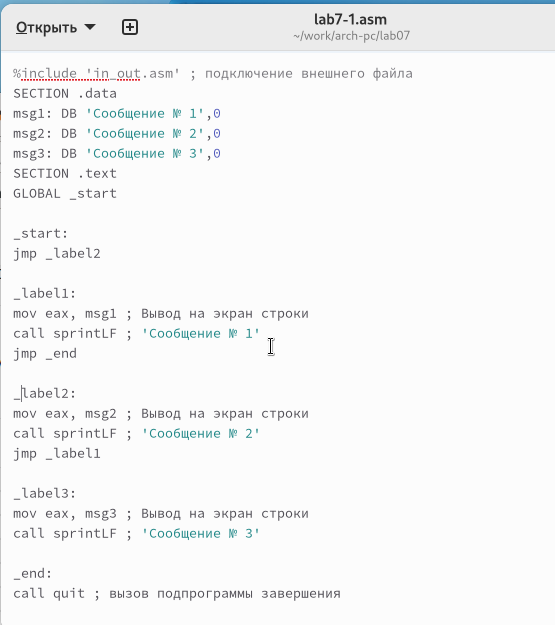 Открыть
lab7-1.asm
~/work/arch-pc/lab07
%include 'in_out.asm' ; подключение внешнего файла
SECTION .data
msg1: DB 'Сообщение № 1',0
msg2: DB 'Сообщение № 2',0
msg3: DB 'Сообщение № 3',0
SECTION .text
GLOBAL _start
_start:
jmp _label2
_label1:
mov eax, msg1 ; Вывод на экран строки
call sprintLF ; 'Сообщение № 1'
jmp _end
_label2:
mov eax, msg2 ; Вывод на экран строки
call sprintLF ; 'Сообщение № 2'
jmp _label1
_label3:
mov eax, msg3 ; Вывод на экран строки
call sprintLF ; 'Сообщение № 3'
_end:
call quit ; вызов подпрограммы завершения